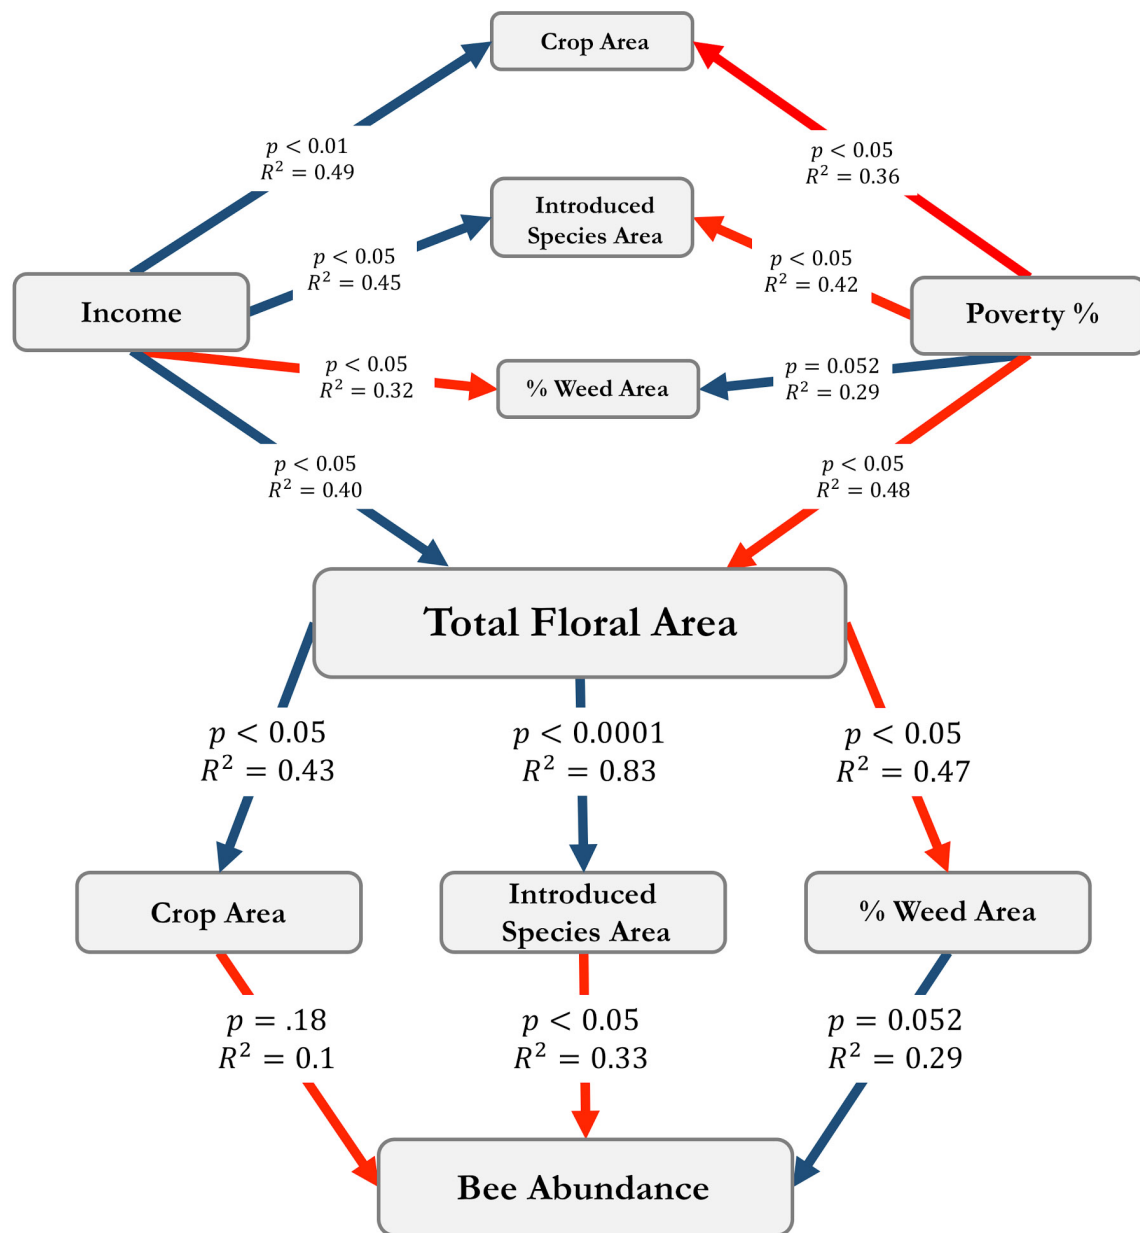 Crop Area
p < 0.01
R² = 0.49
p < 0.05
R² = 0.36
Introduced
Species Area
p < 0.05
R² = 0.45
p < 0.05
R² = 0.42
Income
Poverty %
p < 0.05
R² = 0.32
% Weed Area
p = 0.052
R² = 0.29
p < 0.05
R² = 0.40
p < 0.05
R² = 0.48
Total Floral Area
p < 0.05
R² = 0.43
p < 0.0001
R² = 0.83
p < 0.05
R² = 0.47
Crop Area
Introduced
Species Area
% Weed Area
p = .18
R² = 0.1
p < 0.05
R² = 0.33
p = 0.052
R² = 0.29
Bee Abundance